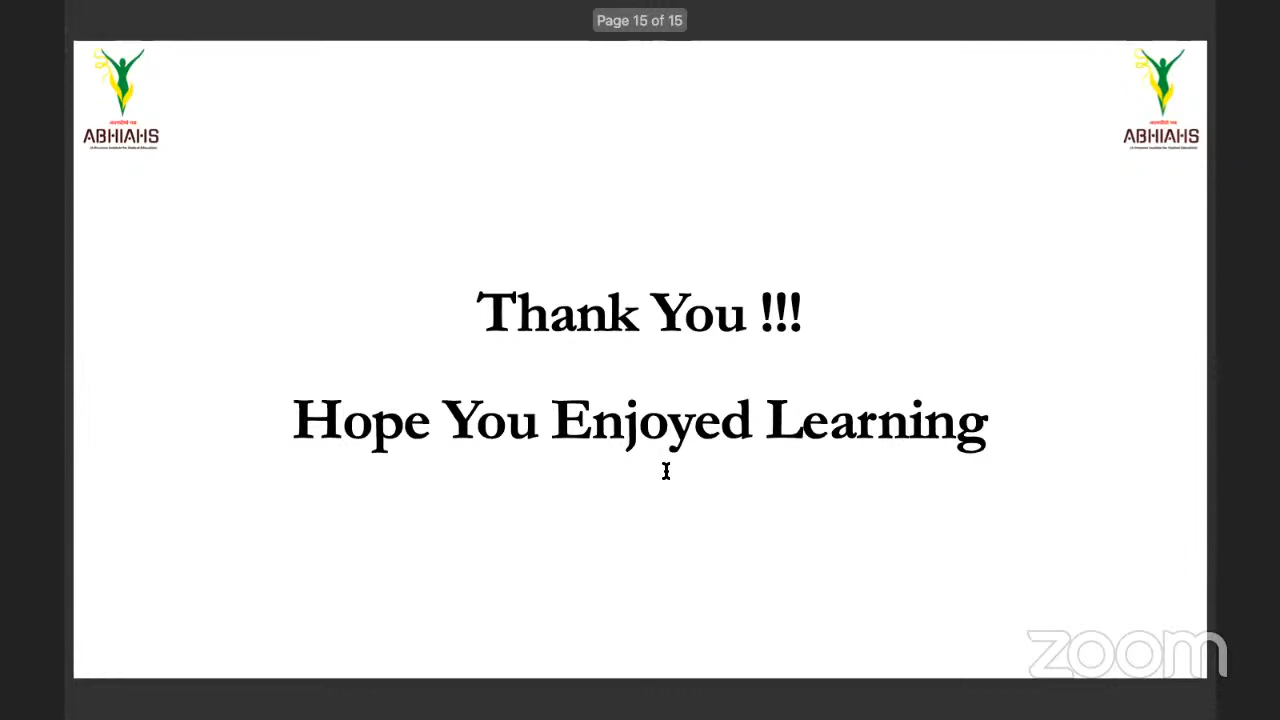 Page 15 of 15
ABHIAHS
ABHIAHS
Thank You !!!
Hope You Enjoyed Learning
zoom